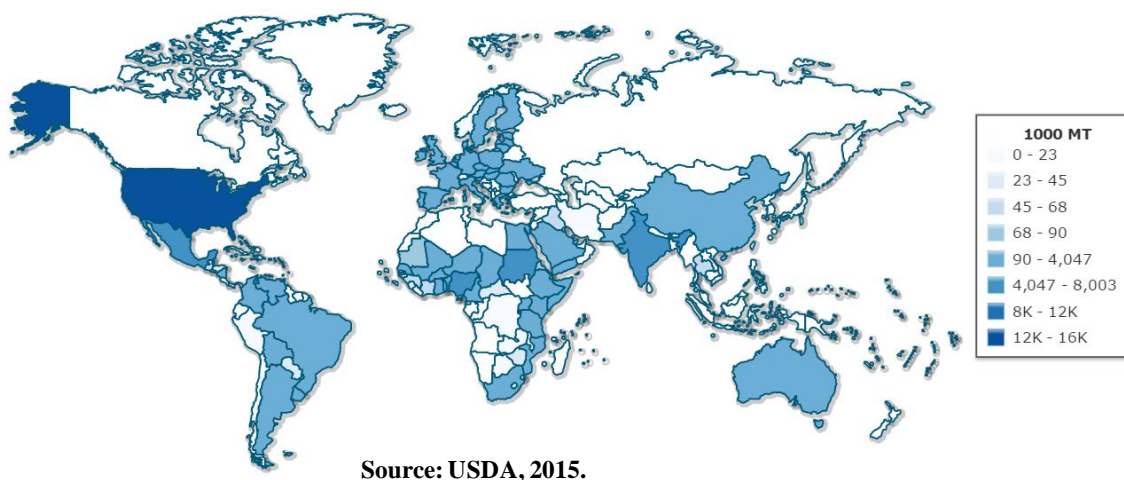 1000 MT
0 - 23
23 - 45
45 - 68
68 - 90
90 - 4,047
4,047 - 8,003
8K - 12K
12K - 16K
Source: USDA, 2015.